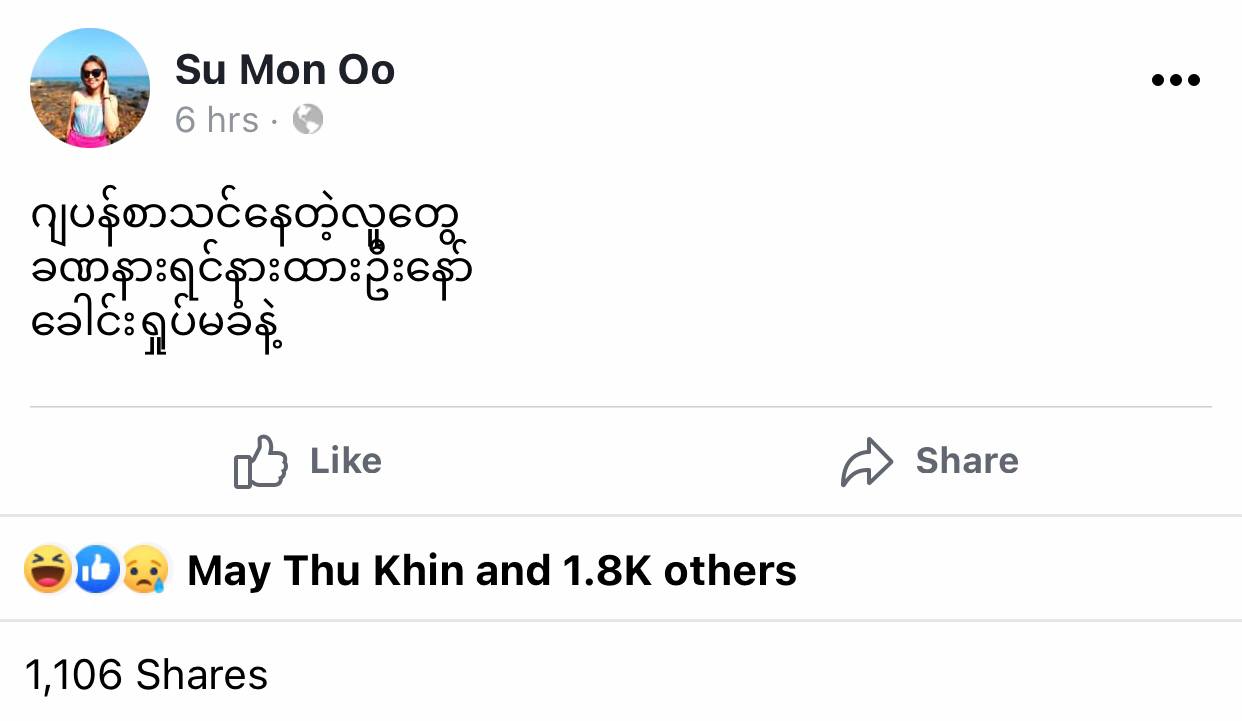 Su Mon Oo
6 hrs ·
ဂျပန်စာသင်နေတဲ့လူတွေ
ခဏနားရင်နားထားဦးနော်
ခေါင်းရှုပ်မခံနဲ့
Like
Share
May Thu Khin and 1.8K others
1,106 Shares